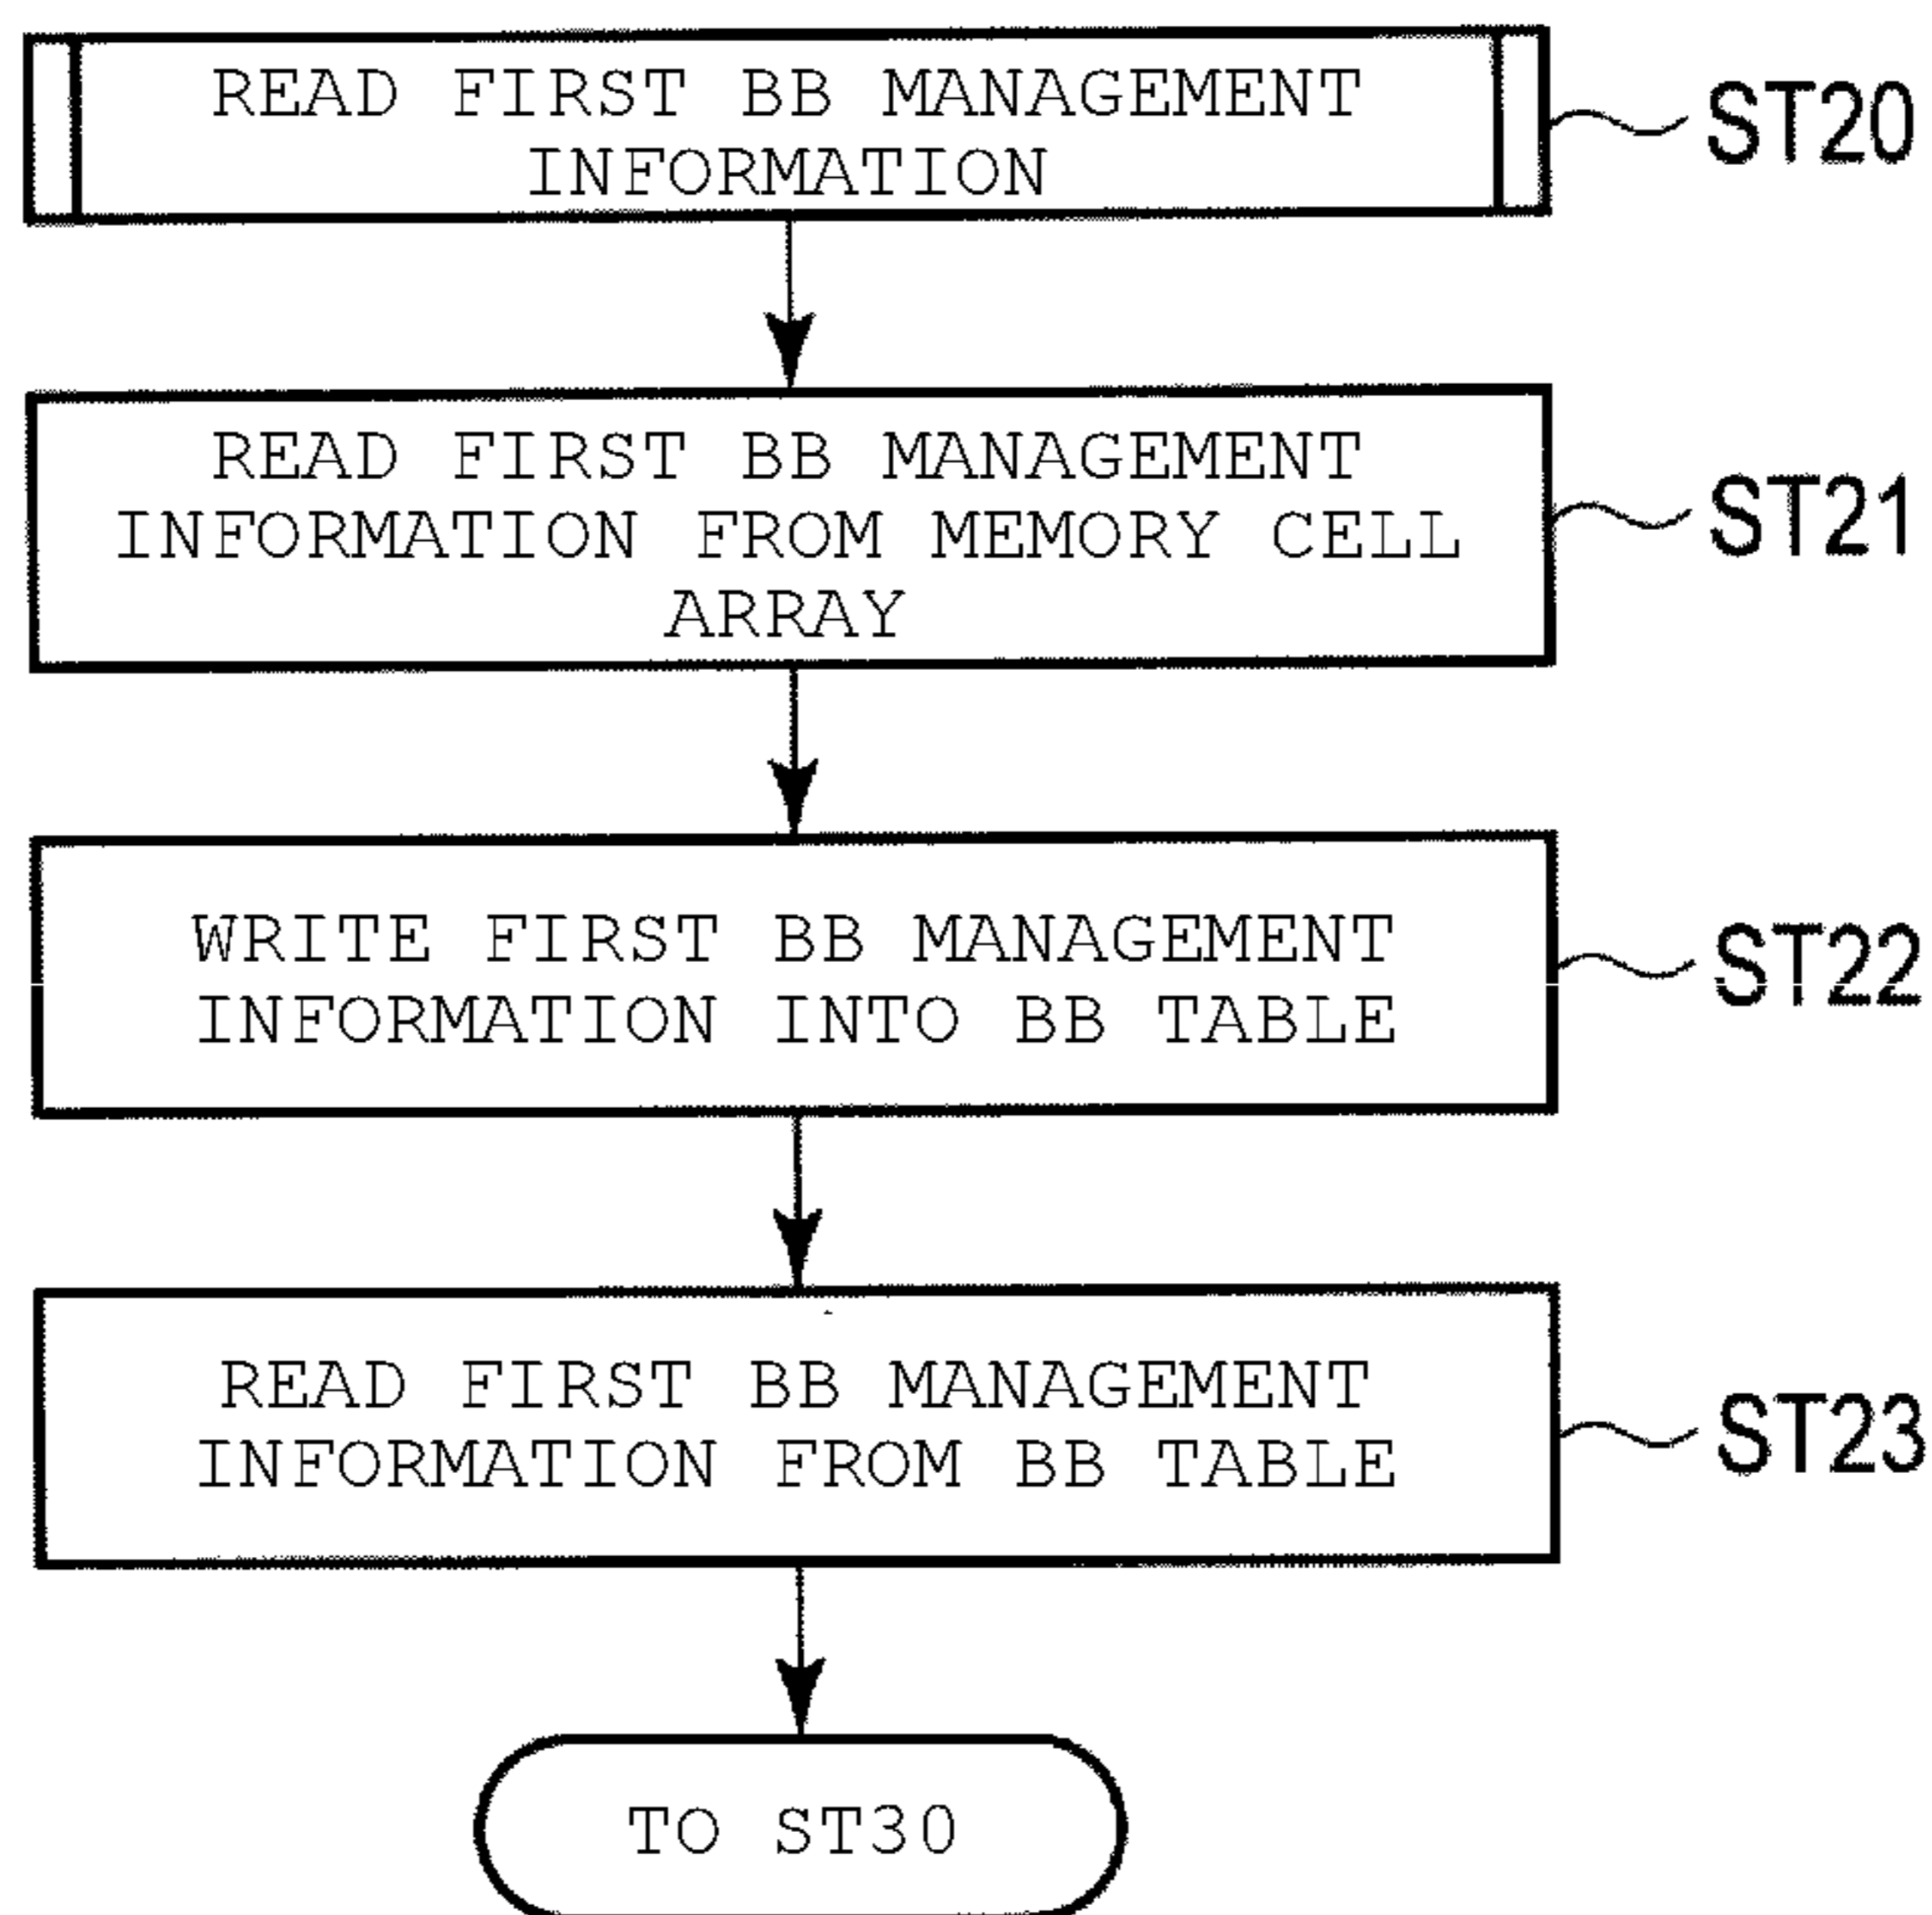 READ FIRST BB MANAGEMENT
INFORMATION
ST20
READ FIRST BB MANAGEMENT
INFORMATION FROM MEMORY CELL
ARRAY
ST21
WRITE FIRST BB MANAGEMENT
INFORMATION INTO BB TABLE
ST22
READ FIRST BB MANAGEMENT
INFORMATION FROM BB TABLE
ST23
TO ST30